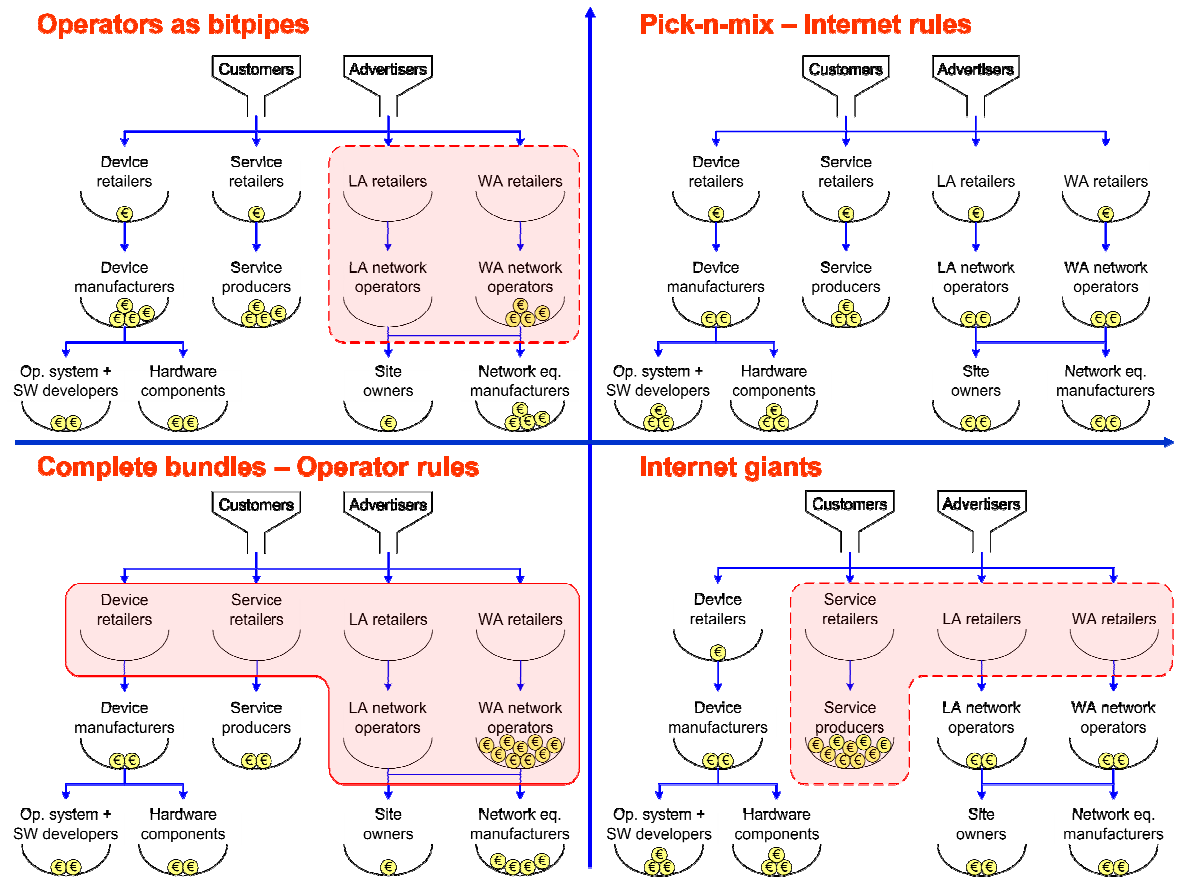 Operators as bitpipes
Customers
Advertisers
Device
retailers
Service
retailers
LA retailers
WA retailers
Device
manufacturers
Service
producers
LA network
operators
WA network
operators
Op. system +
SW developers
Hardware
components
Site
owners
Network eq.
manufacturers
Pick-n-mix – Internet rules
Customers
Advertisers
Device
retailers
Service
retailers
LA retailers
WA retailers
Device
manufacturers
Service
producers
LA network
operators
WA network
operators
Op. system +
SW developers
Hardware
components
Site
owners
Network eq.
manufacturers
Complete bundles – Operator rules
Customers
Advertisers
Device
retailers
Service
retailers
LA retailers
WA retailers
Device
manufacturers
Service
producers
LA network
operators
WA network
operators
Op. system +
SW developers
Hardware
components
Site
owners
Network eq.
manufacturers
Internet giants
Customers
Advertisers
Device
retailers
Service
retailers
LA retailers
WA retailers
Device
manufacturers
Service
producers
LA network
operators
WA network
operators
Op. system +
SW developers
Hardware
components
Site
owners
Network eq.
manufacturers